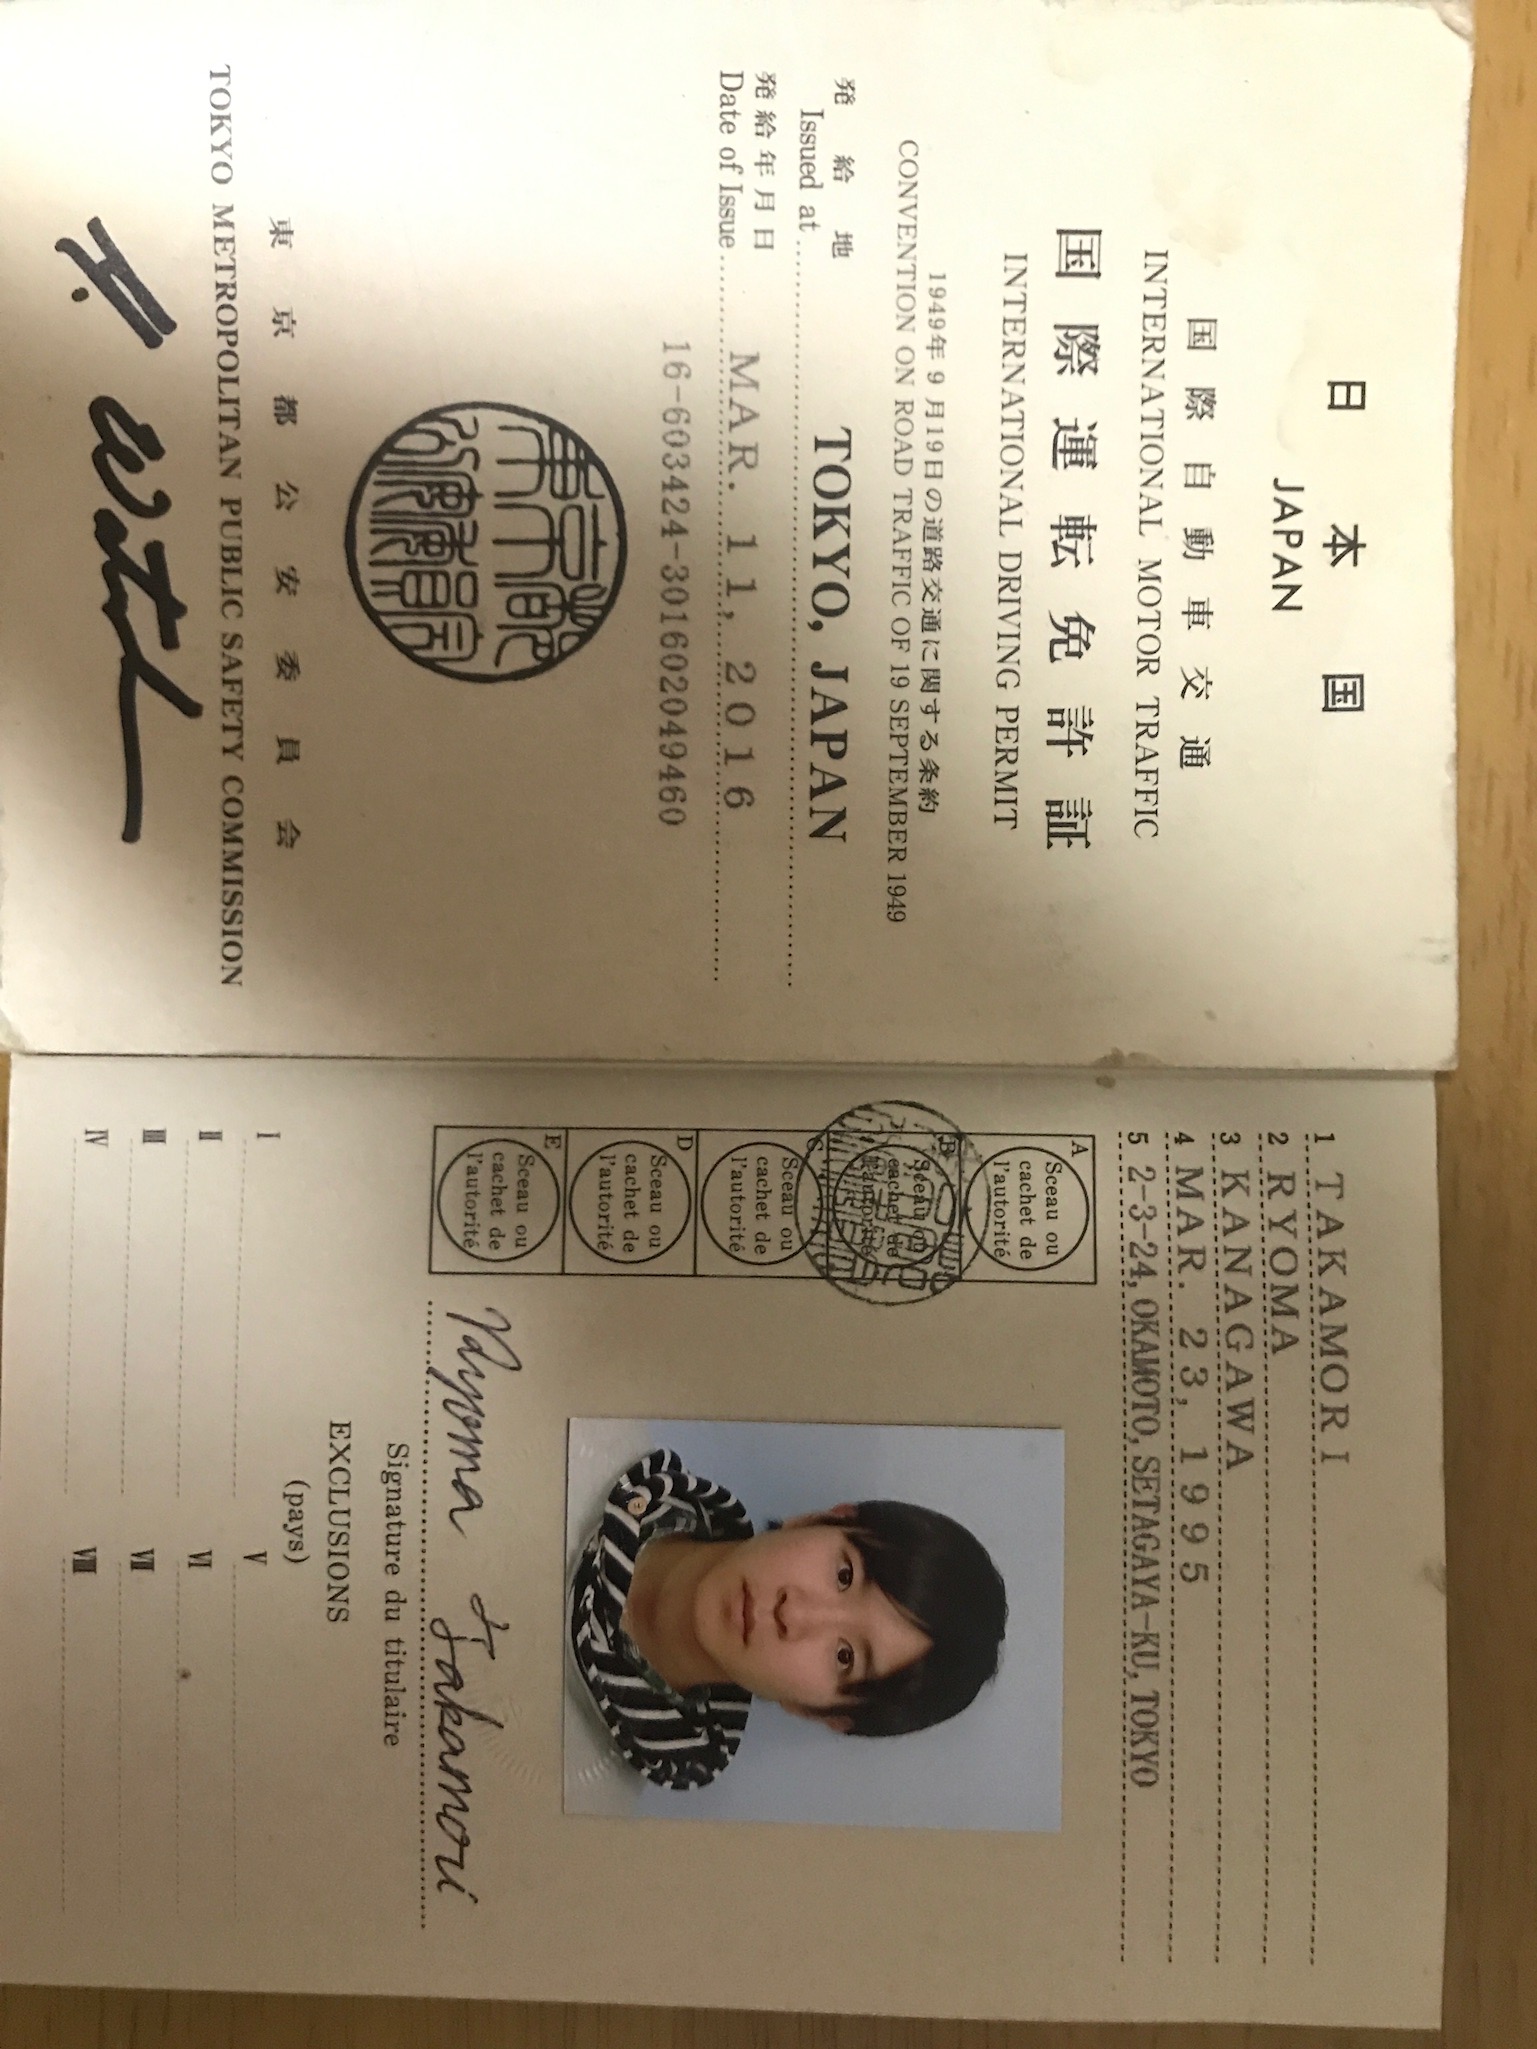 日本国
JAPAN
国際自動車交通
INTERNATIONAL MOTOR TRAFFIC
国際運転免許証
INTERNATIONAL DRIVING PERMIT
1949年9月19日の道路交通に関する条約
CONVENTION ON ROAD TRAFFIC OF 19 SEPTEMBER 1949
発給地
Issued at TOKYO, JAPAN
発給年月日
Date of Issue MAR. 11, 2016
16-603424-301602049460
東京都公安委員会
TOKYO METROPOLITAN PUBLIC SAFETY COMMISSION
1 TAKAMORI
2 RYOMA
3 KANAGAWA
4 MAR. 23, 1995
5 2-3-24, OKAMOTO, SETAGAYA-KU, TOKYO
A
Sceau ou
cachet de
l'autorité
B
Sceau ou
cachet de
l'autorité
C
Sceau ou
cachet de
l'autorité
D
Sceau ou
cachet de
l'autorité
E
Sceau ou
cachet de
l'autorité
Ryoma Takamori
Signature du titulaire
EXCLUSIONS
(pays)
Ⅰ Ⅴ
Ⅱ Ⅵ
Ⅲ Ⅶ
Ⅳ Ⅷ